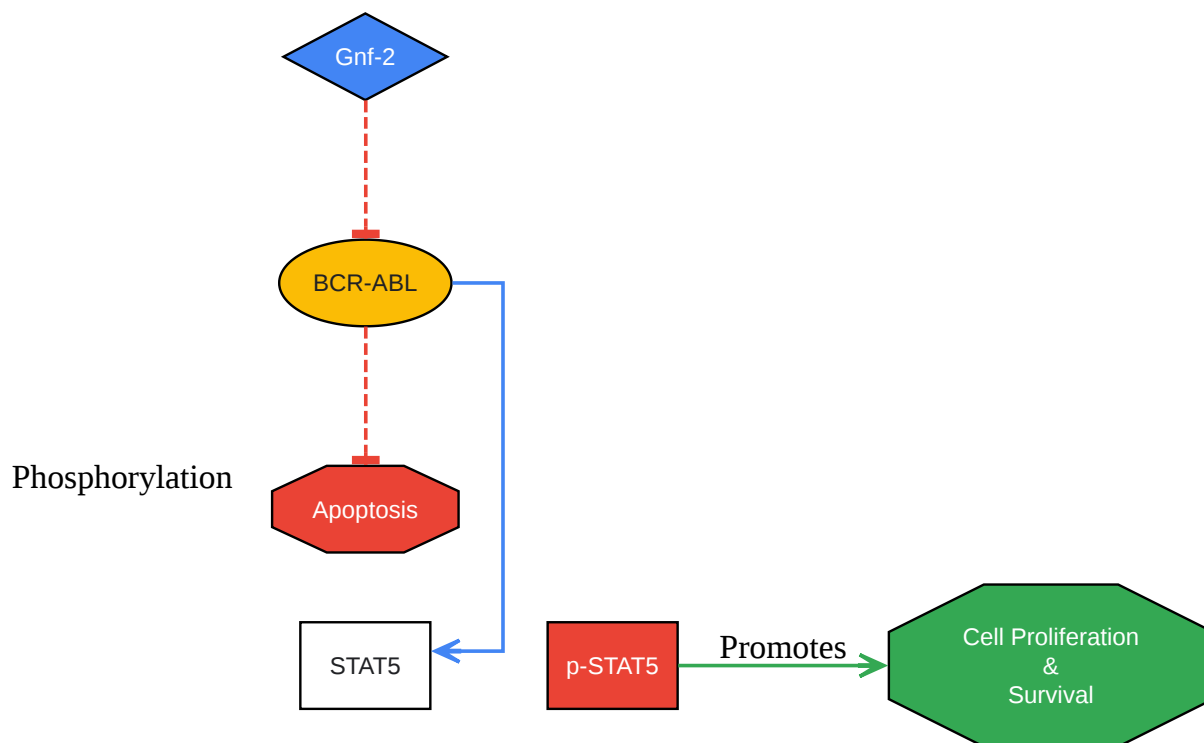 Gnf-2
BCR-ABL
Phosphorylation
Apoptosis
STAT5
p-STAT5
Promotes
Cell Proliferation
&
Survival